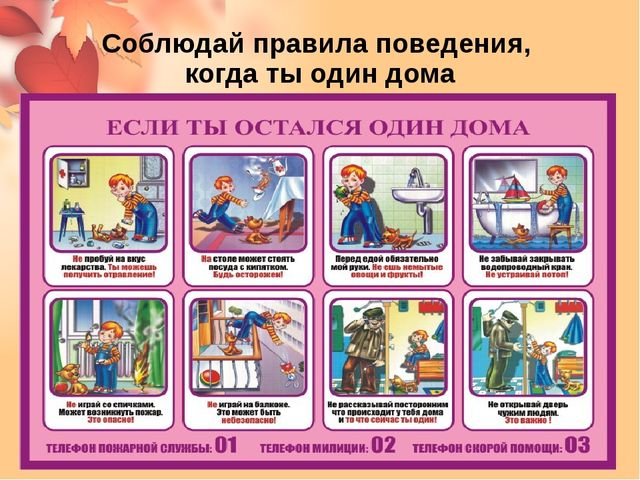 Соблюдай правила поведения,
когда ты один дома
ЕСЛИ ТЫ ОСТАЛСЯ ОДИН ДОМА
Не пробуй на вкус
лекарства. Ты можешь
получить отравление!
На столе может стоять
посуда с кипятком.
Будь осторожен!
Перед едой обязательно
мой руки. Не ешь немытые
овощи и фрукты!
Не забывай закрывать
водопроводный кран.
Не устраивай потоп!
Не играй со спичками.
Может возникнуть пожар.
Это опасно!
Не играй на балконе.
Это может быть
небезопасно!
Не рассказывай посторонним
что происходит у тебя дома
и то что сейчас ты один!
Не открывай дверь
чужим людям.
Это важно !
ТЕЛЕФОН ПОЖАРНОЙ СЛУЖБЫ: 01 ТЕЛЕФОН МИЛИЦИИ: 02 ТЕЛЕФОН СКОРОЙ ПОМОЩИ: 03